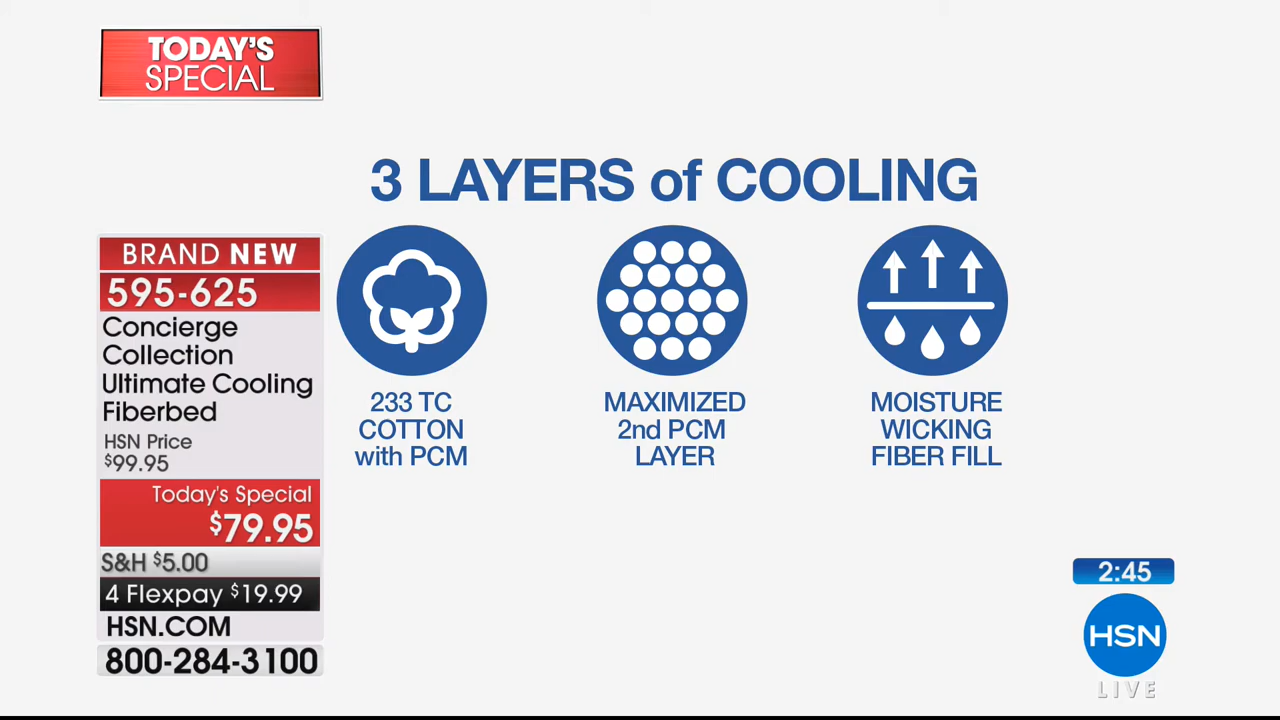 TODAY'S
SPECIAL
3 LAYERS of COOLING
BRAND NEW
595-625
Concierge
Collection
Ultimate Cooling
Fiberbed
HSN Price
$99.95
Today's Special
$79.95
S&H $5.00
4 Flexpay $19.99
HSN.COM
800-284-3100
233 TC
COTTON
with PCM
MAXIMIZED
2nd PCM
LAYER
MOISTURE
WICKING
FIBER FILL
2:45
HSN
LIVE